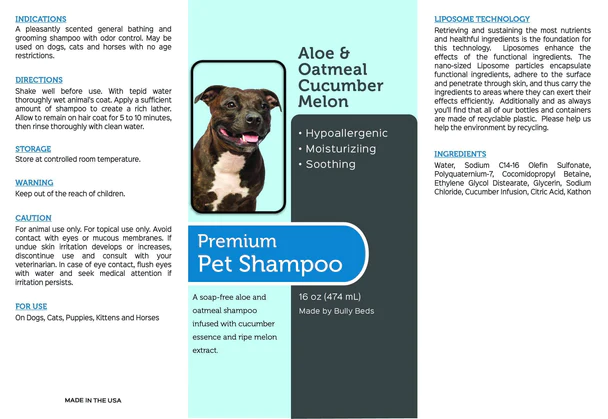 INDICATIONS
A pleasantly scented general bathing and
grooming shampoo with odor control. May be
used on dogs, cats and horses with no age
restrictions.
DIRECTIONS
Shake well before use. With tepid water
thoroughly wet animal's coat. Apply a sufficient
amount of shampoo to create a rich lather.
Allow to remain on hair coat for 5 to 10 minutes,
then rinse thoroughly with clean water.
STORAGE
Store at controlled room temperature.
WARNING
Keep out of the reach of children.
CAUTION
For animal use only. For topical use only. Avoid
contact with eyes or mucous membranes. If
undue skin irritation develops or increases,
discontinue use and consult with your
veterinarian. In case of eye contact, flush eyes
with water and seek medical attention if
irritation persists.
FOR USE
On Dogs, Cats, Puppies, Kittens and Horses
MADE IN THE USA
Aloe &
Oatmeal
Cucumber
Melon
• Hypoallergenic
• Moisturiziing
• Soothing
Premium
Pet Shampoo
A soap-free aloe and
oatmeal shampoo
infused with cucumber
essence and ripe melon
extract.
16 oz (474 mL)
Made by Bully Beds
LIPOSOME TECHNOLOGY
Retrieving and sustaining the most nutrients
and healthful ingredients is the foundation for
this technology. Liposomes enhance the
effects of the functional ingredients. The
nano-sized Liposome particles encapsulate
functional ingredients, adhere to the surface
and penetrate through skin, and thus carry the
ingredients to areas where they can exert their
effects efficiently. Additionally and as always
you'll find that all of our bottles and containers
are made of recyclable plastic. Please help us
help the environment by recycling.
INGREDIENTS
Water, Sodium C14-16 Olefin Sulfonate,
Polyquaternium-7, Cocomidopropyl Betaine,
Ethylene Glycol Distearate, Glycerin, Sodium
Chloride, Cucumber Infusion, Citric Acid, Kathon